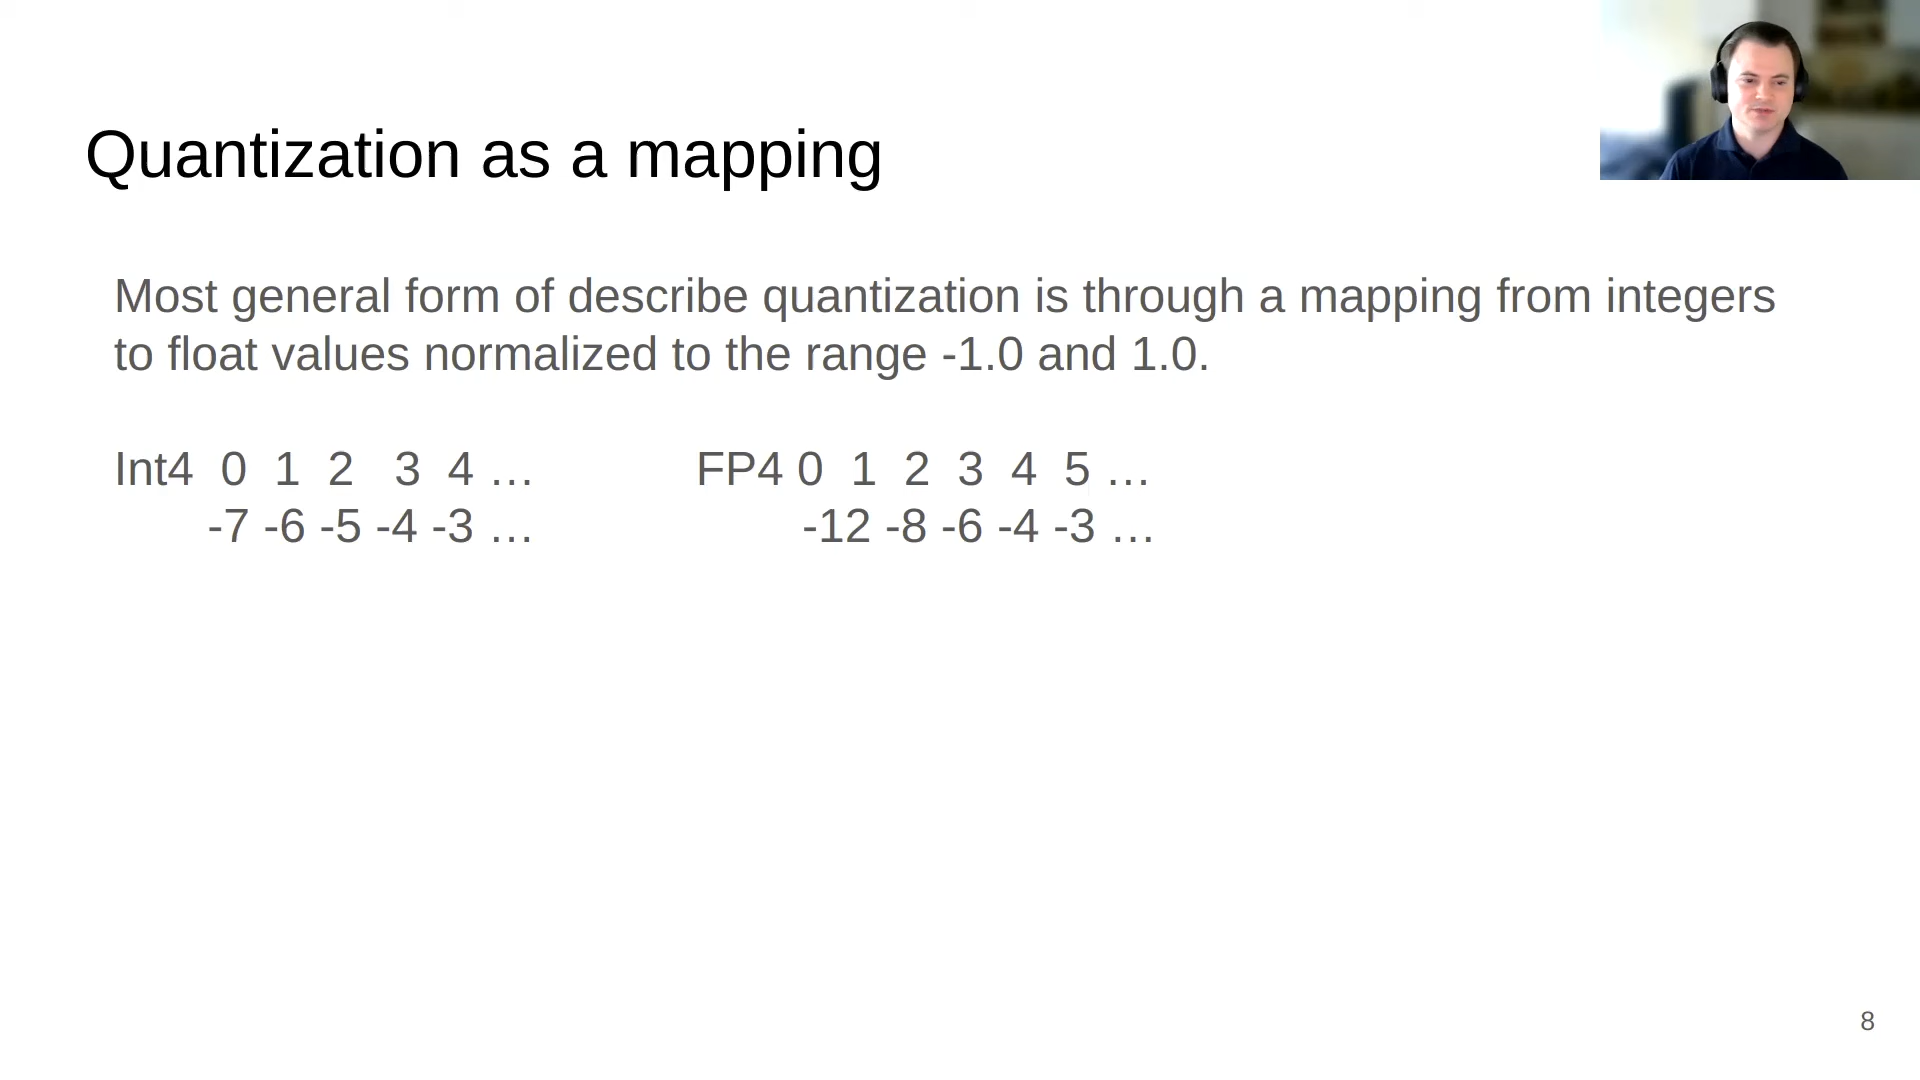 Quantization as a mapping
Most general form of describe quantization is through a mapping from integers
to float values normalized to the range -1.0 and 1.0.
Int4 0 1 2 3 4 … FP4 0 1 2 3 4 5 …
-7 -6 -5 -4 -3 … -12 -8 -6 -4 -3 …
8